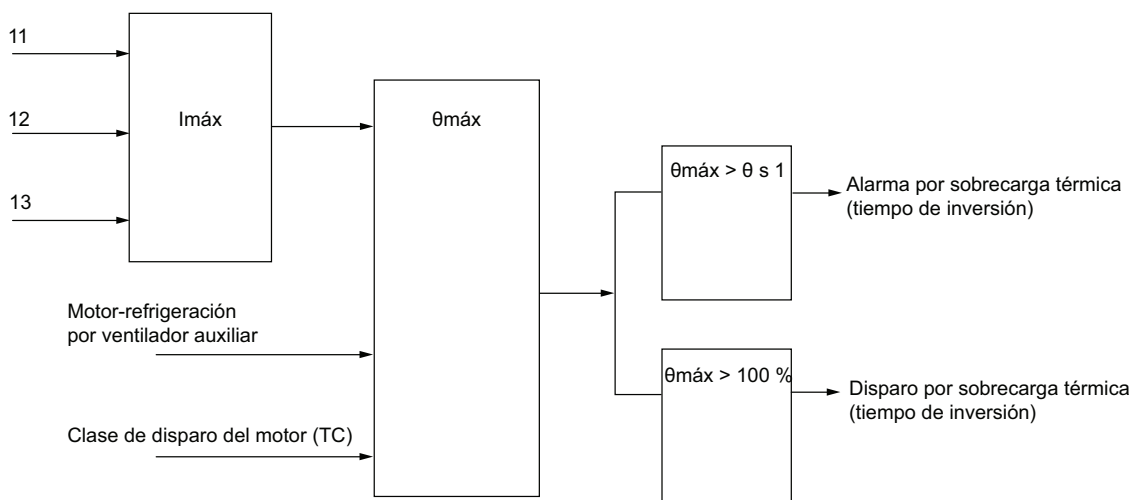 11
12
13
Imáx
θmáx
θmáx > θ s 1
Alarma por sobrecarga térmica
(tiempo de inversión)
Motor-refrigeración
por ventilador auxiliar
θmáx > 100 %
Disparo por sobrecarga térmica
(tiempo de inversión)
Clase de disparo del motor (TC)